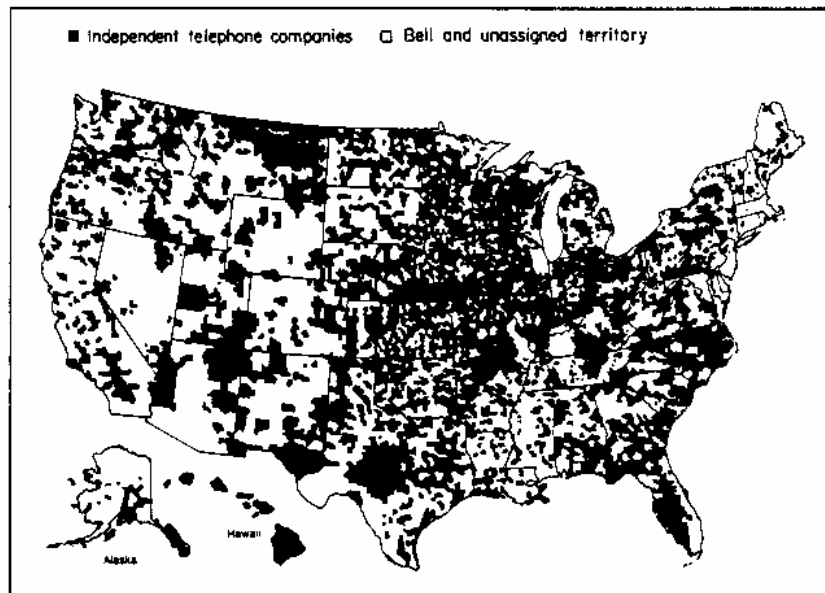 ■ Independent telephone companies □ Bell and unassigned territory
Hawaii
Alaska